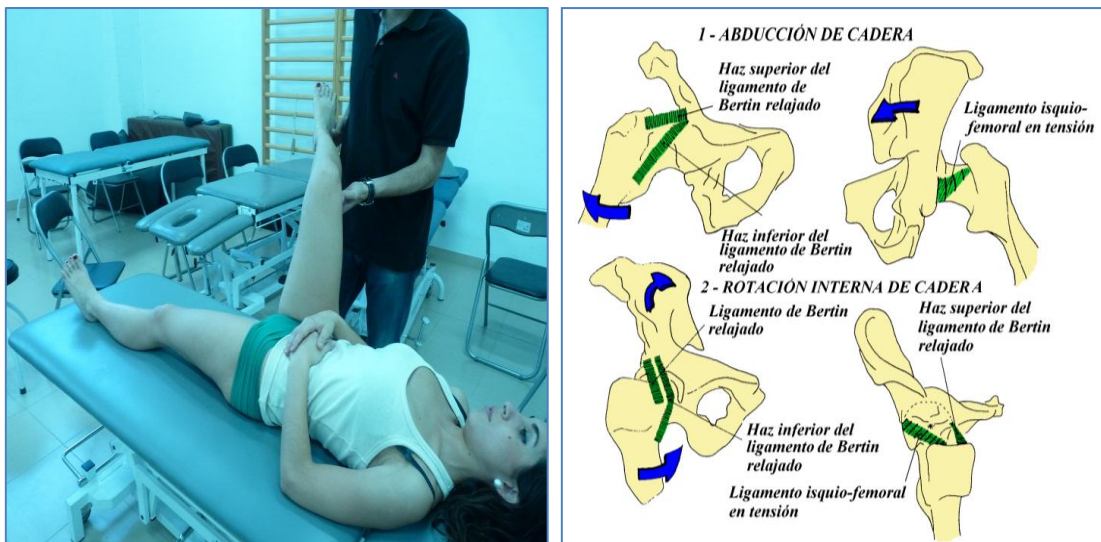 1 - ABDUCCIÓN DE CADERA
Haz superior del
ligamento de
Bertin relajado
Ligamento isquio-
femoral en tensión
Haz inferior del
ligamento de Bertin
relajado
2 - ROTACIÓN INTERNA DE CADERA
Ligamento de Bertin
relajado
Haz superior del
ligamento de Bertin
relajado
Haz inferior del
ligamento de Bertin
relajado
Ligamento isquio-femoral
en tensión